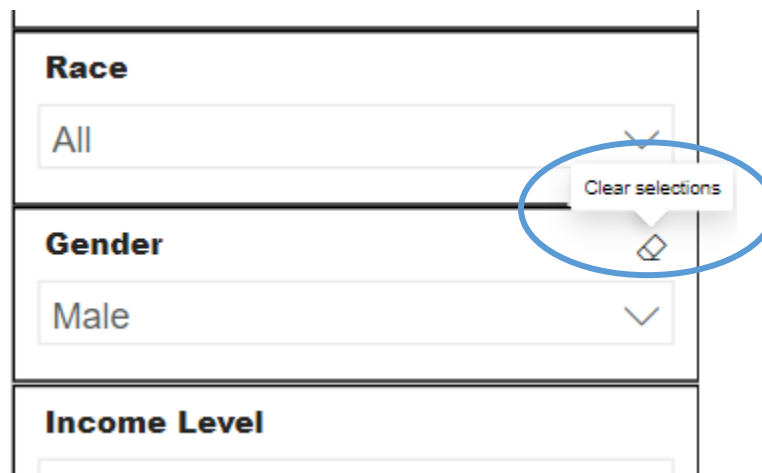 Race
All
Clear selections
Gender
Male
Income Level